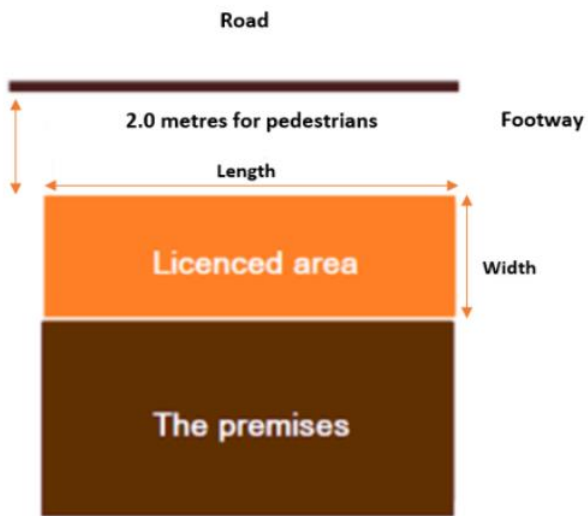 Road
2.0 metres for pedestrians
Footway
Length
Licenced area
Width
The premises